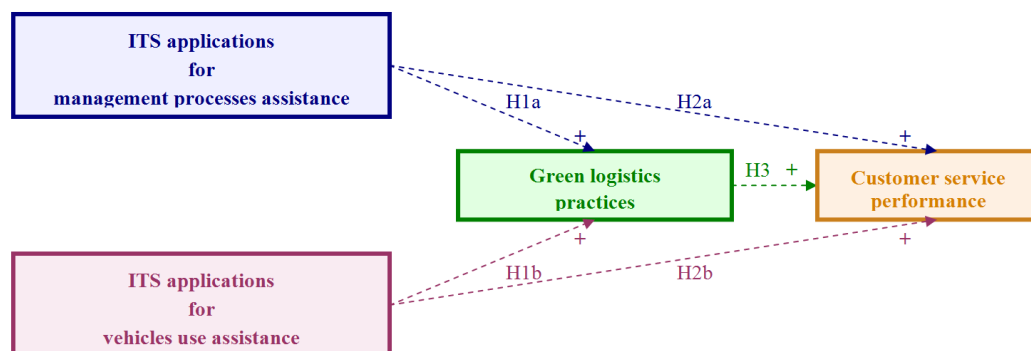 ITS applications
for
management processes assistance
H1a
H2a
+
+
Green logistics
practices
H3 +
Customer service
performance
+
+
H1b
H2b
ITS applications
for
vehicles use assistance